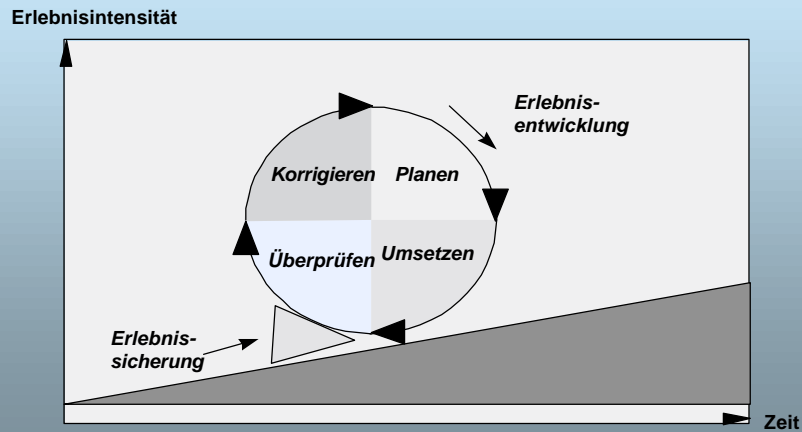 Erlebnisintensität
Erlebnis-
entwicklung
Korrigieren
Planen
Überprüfen
Umsetzen
Erlebnis-
sicherung
Zeit